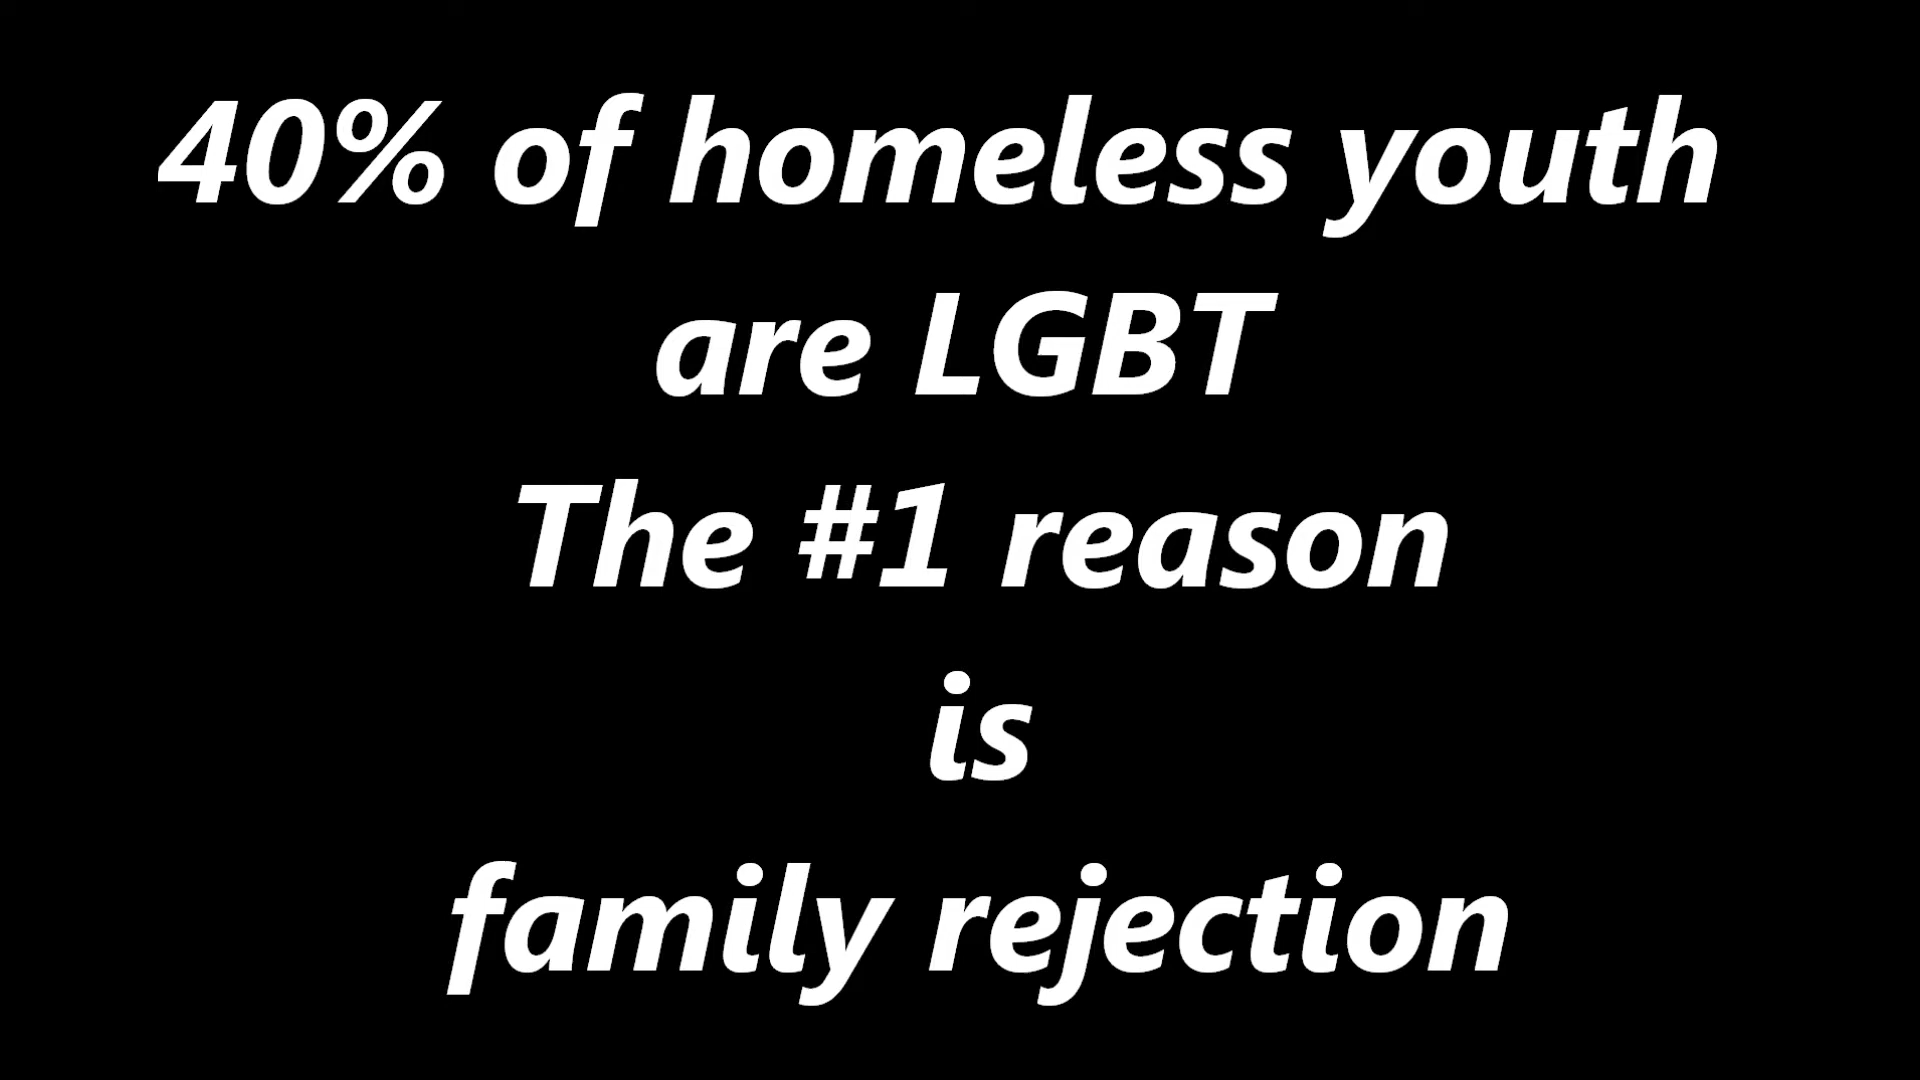 40% of homeless youth
are LGBT
The #1 reason
is
family rejection